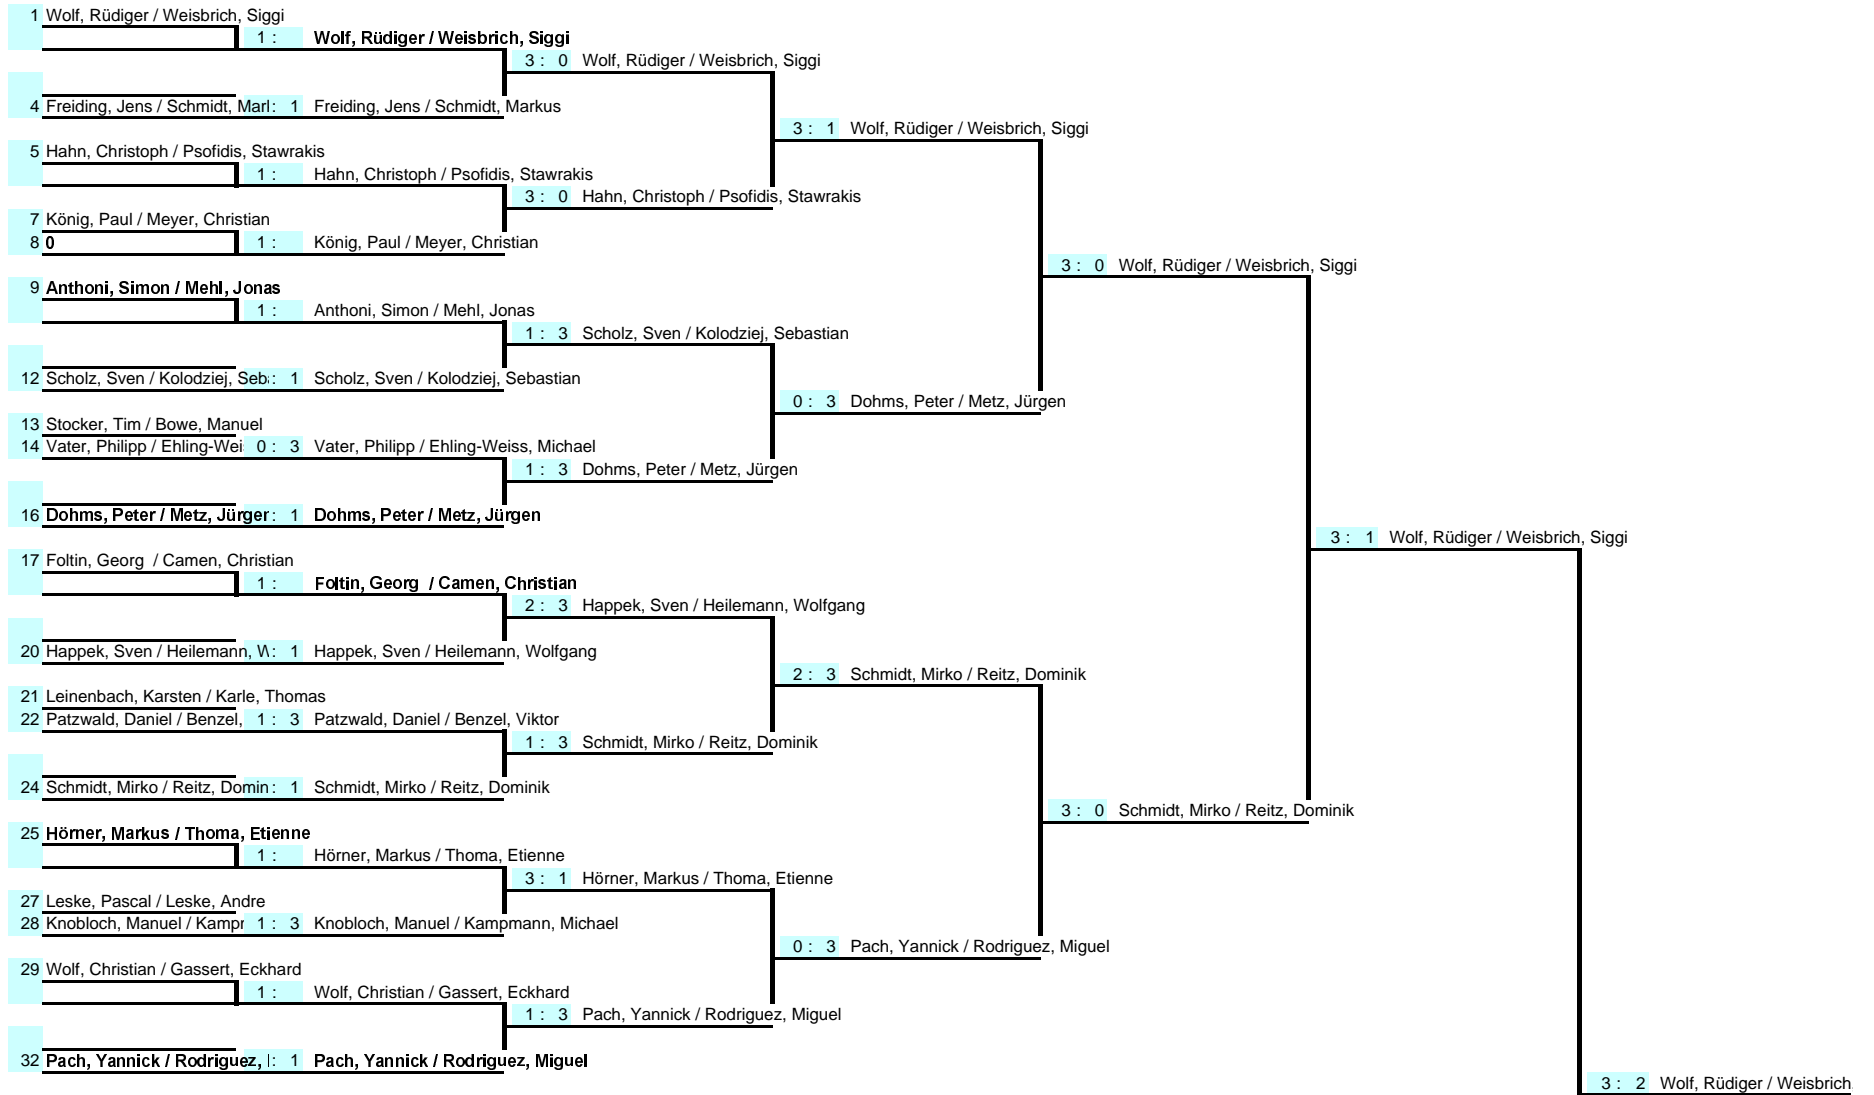 1 Wolf, Rüdiger / Weisbrich, Siggi
1 : Wolf, Rüdiger / Weisbrich, Siggi
3 : 0 Wolf, Rüdiger / Weisbrich, Siggi
4 Freiding, Jens / Schmidt, Mark : 1 Freiding, Jens / Schmidt, Markus
3 : 1 Wolf, Rüdiger / Weisbrich, Siggi
5 Hahn, Christoph / Psofidis, Stawrakis
1 : Hahn, Christoph / Psofidis, Stawrakis
3 : 0 Hahn, Christoph / Psofidis, Stawrakis
7 König, Paul / Meyer, Christian
8 0 1 : König, Paul / Meyer, Christian
3 : 0 Wolf, Rüdiger / Weisbrich, Siggi
9 Anthoni, Simon / Mehl, Jonas
1 : Anthoni, Simon / Mehl, Jonas
1 : 3 Scholz, Sven / Kolodziej, Sebastian
12 Scholz, Sven / Kolodziej, Seba : 1 Scholz, Sven / Kolodziej, Sebastian
0 : 3 Dohms, Peter / Metz, Jürgen
13 Stocker, Tim / Bowe, Manuel
14 Vater, Philipp / Ehling-Wei 0 : 3 Vater, Philipp / Ehling-Weiss, Michael
1 : 3 Dohms, Peter / Metz, Jürgen
16 Dohms, Peter / Metz, Jürger : 1 Dohms, Peter / Metz, Jürgen
3 : 1 Wolf, Rüdiger / Weisbrich, Siggi
17 Foltin, Georg / Camen, Christian
1 : Foltin, Georg / Camen, Christian
2 : 3 Happek, Sven / Heilemann, Wolfgang
20 Happek, Sven / Heilemann, W : 1 Happek, Sven / Heilemann, Wolfgang
2 : 3 Schmidt, Mirko / Reitz, Dominik
21 Leinenbach, Karsten / Karle, Thomas
22 Patzwald, Daniel / Benzel, 1 : 3 Patzwald, Daniel / Benzel, Viktor
1 : 3 Schmidt, Mirko / Reitz, Dominik
24 Schmidt, Mirko / Reitz, Domin : 1 Schmidt, Mirko / Reitz, Dominik
3 : 0 Schmidt, Mirko / Reitz, Dominik
25 Hörner, Markus / Thoma, Etienne
1 : Hörner, Markus / Thoma, Etienne
3 : 1 Hörner, Markus / Thoma, Etienne
27 Leske, Pascal / Leske, Andre
28 Knobloch, Manuel / Kampr 1 : 3 Knobloch, Manuel / Kampmann, Michael
0 : 3 Pach, Yannick / Rodriguez, Miguel
29 Wolf, Christian / Gassert, Eckhard
1 : Wolf, Christian / Gassert, Eckhard
1 : 3 Pach, Yannick / Rodriguez, Miguel
32 Pach, Yannick / Rodriguez, : 1 Pach, Yannick / Rodriguez, Miguel
3 : 2 Wolf, Rüdiger / Weisbrich,